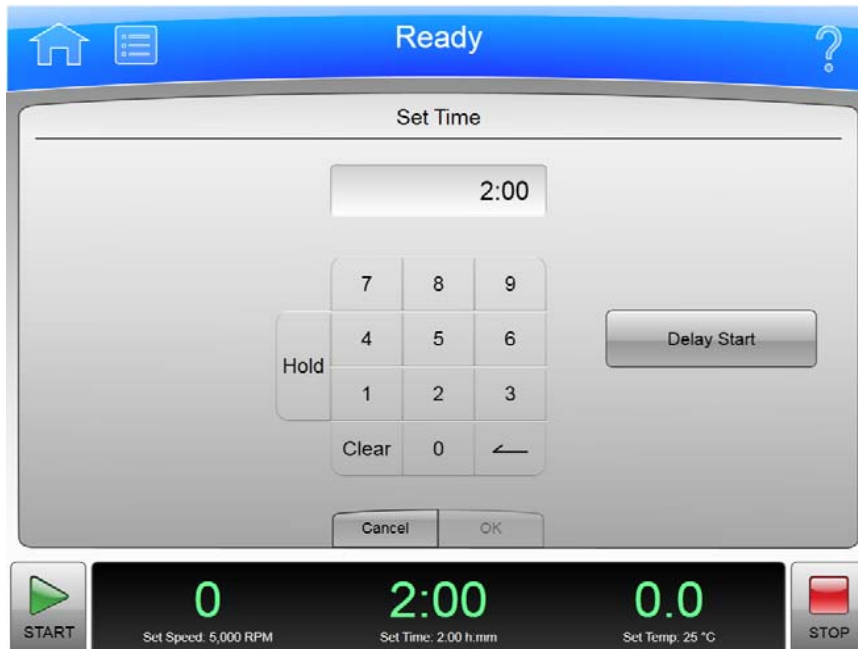 Ready
?
Set Time
2:00
7 8 9
4 5 6
Hold
1 2 3
Clear 0
Delay Start
Cancel OK
START
0
Set Speed: 5,000 RPM
2:00
Set Time: 2:00 h:mm
0.0
Set Temp: 25 °C
STOP